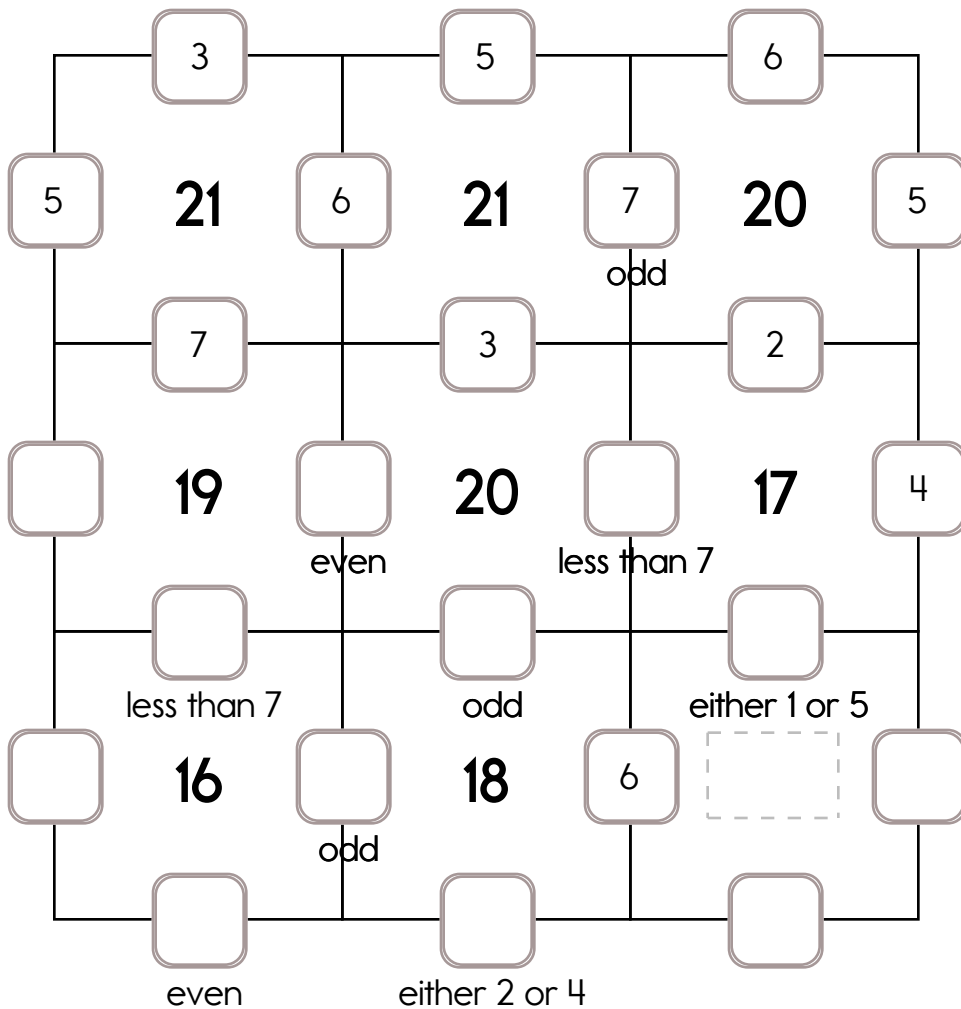 3 5 6
5 21 6 21 7 20 5
odd
7 3 2
19 20 17 4
even less than 7
less than 7 odd either 1 or 5
16 18 6
odd
even either 2 or 4